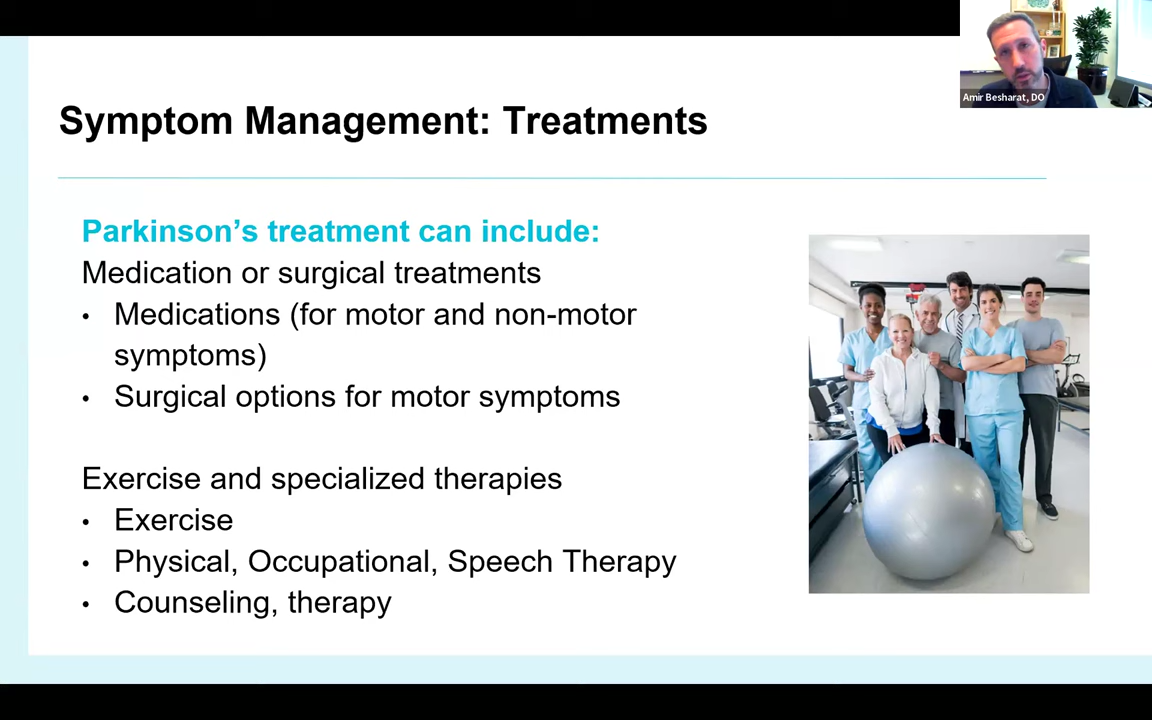 Amir Besharat, DO
Symptom Management: Treatments
Parkinson’s treatment can include:
Medication or surgical treatments
• Medications (for motor and non-motor
symptoms)
• Surgical options for motor symptoms
Exercise and specialized therapies
• Exercise
• Physical, Occupational, Speech Therapy
• Counseling, therapy